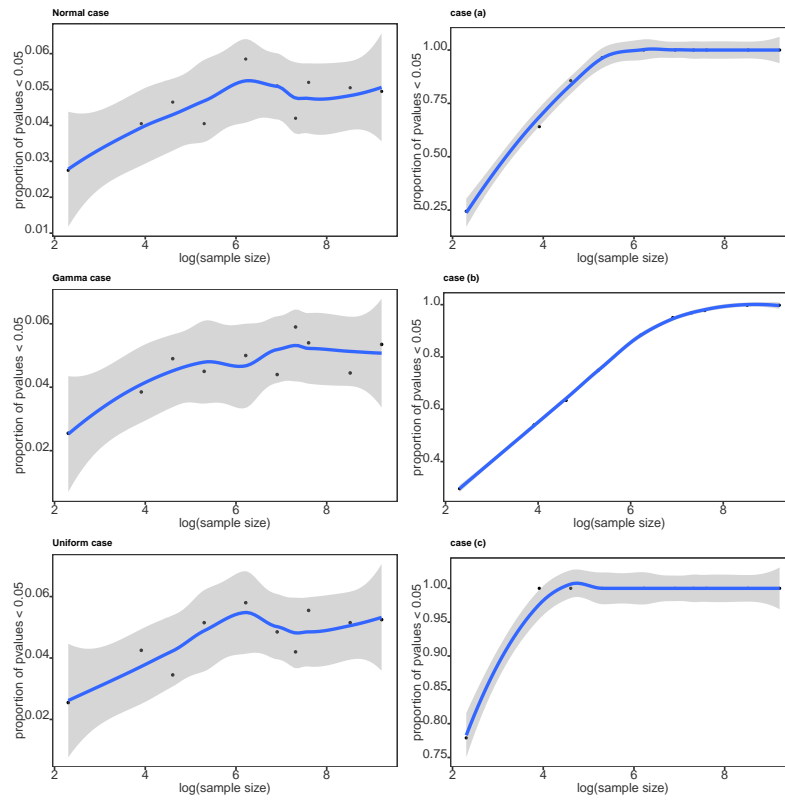 Normal case
proportion of pvalues < 0.05
0.06
0.05
0.04
0.03
0.02
0.01
2 4 6 8
log(sample size)
case (a)
proportion of pvalues < 0.05
1.00
0.75
0.50
0.25
2 4 6 8
log(sample size)
Gamma case
proportion of pvalues < 0.05
0.06
0.04
0.02
2 4 6 8
log(sample size)
case (b)
proportion of pvalues < 0.05
1.0
0.8
0.6
0.4
2 4 6 8
log(sample size)
Uniform case
proportion of pvalues < 0.05
0.06
0.04
0.02
2 4 6 8
log(sample size)
case (c)
proportion of pvalues < 0.05
1.00
0.95
0.90
0.85
0.80
0.75
2 4 6 8
log(sample size)